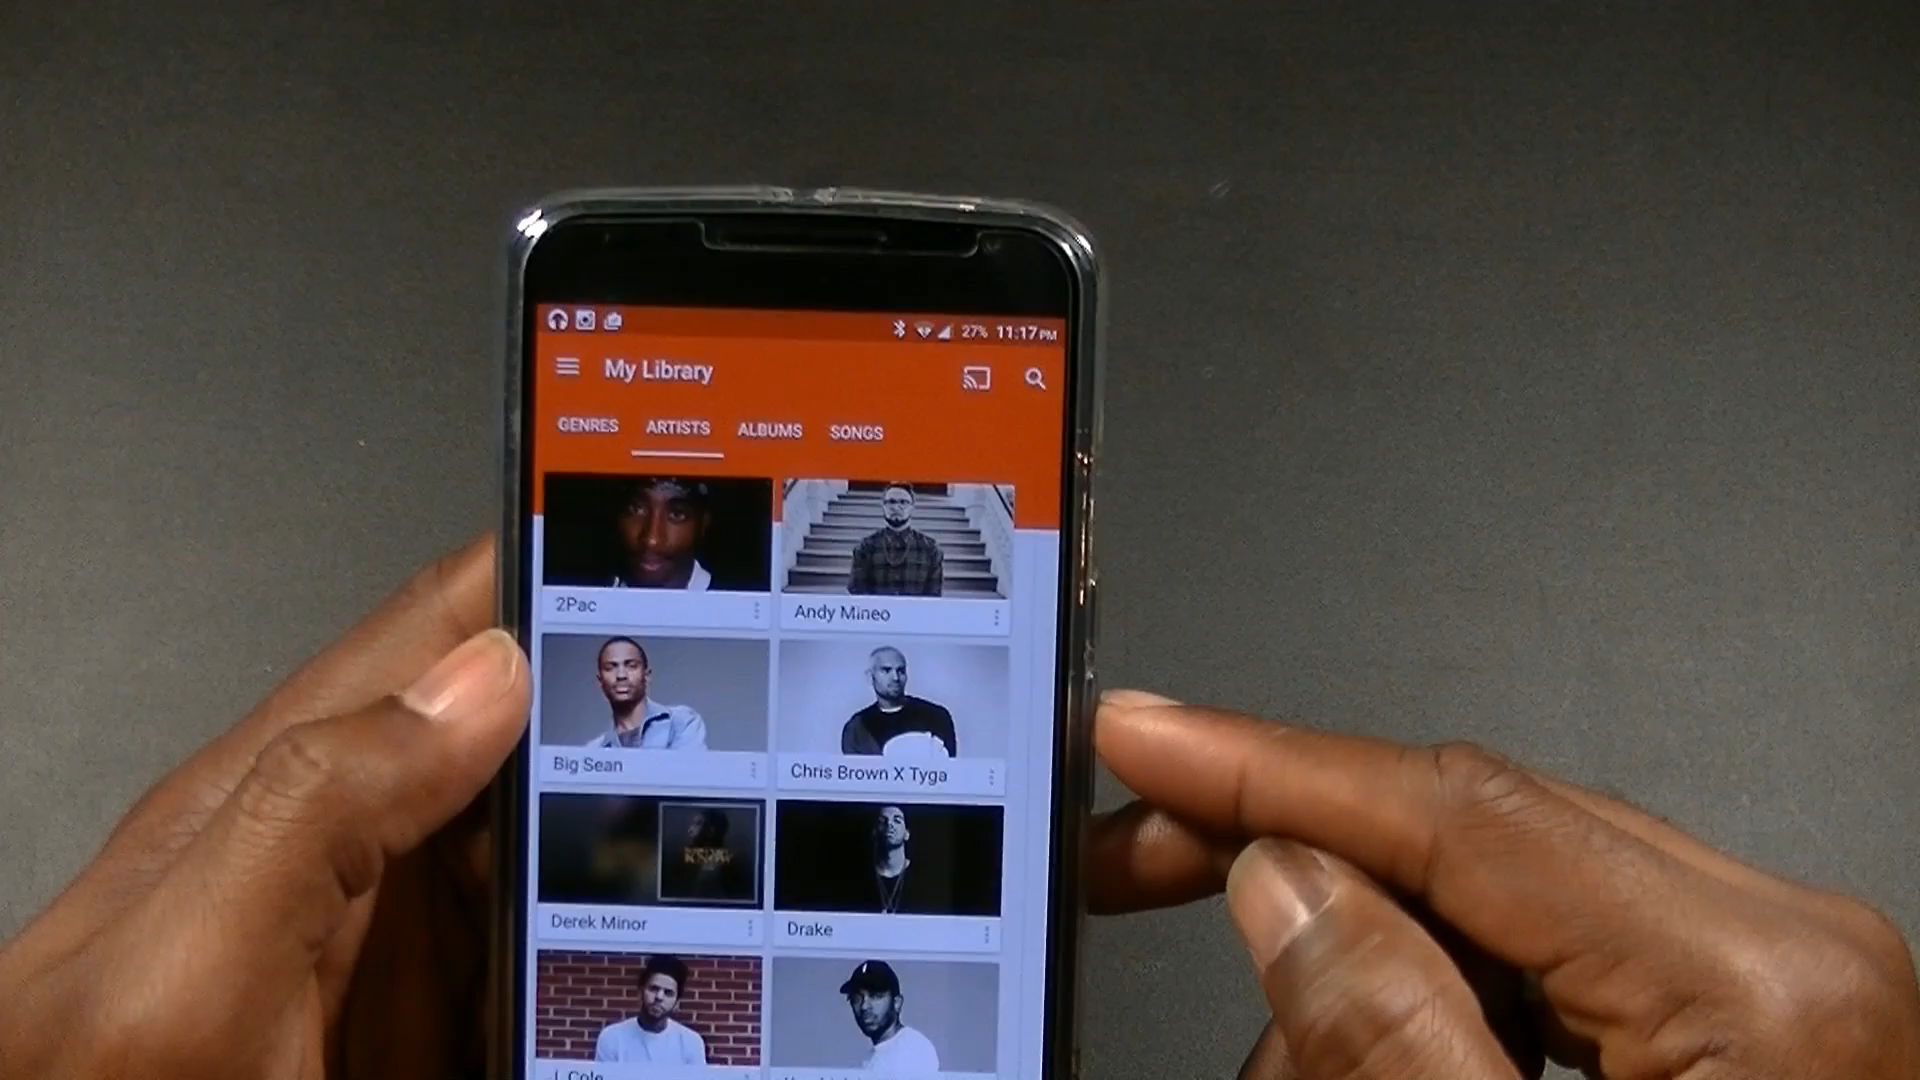 27% 11:17 PM
My Library
GENRES ARTISTS ALBUMS SONGS
2Pac
Andy Mineo
Big Sean
Chris Brown X Tyga
Derek Minor
Drake
J. Cole